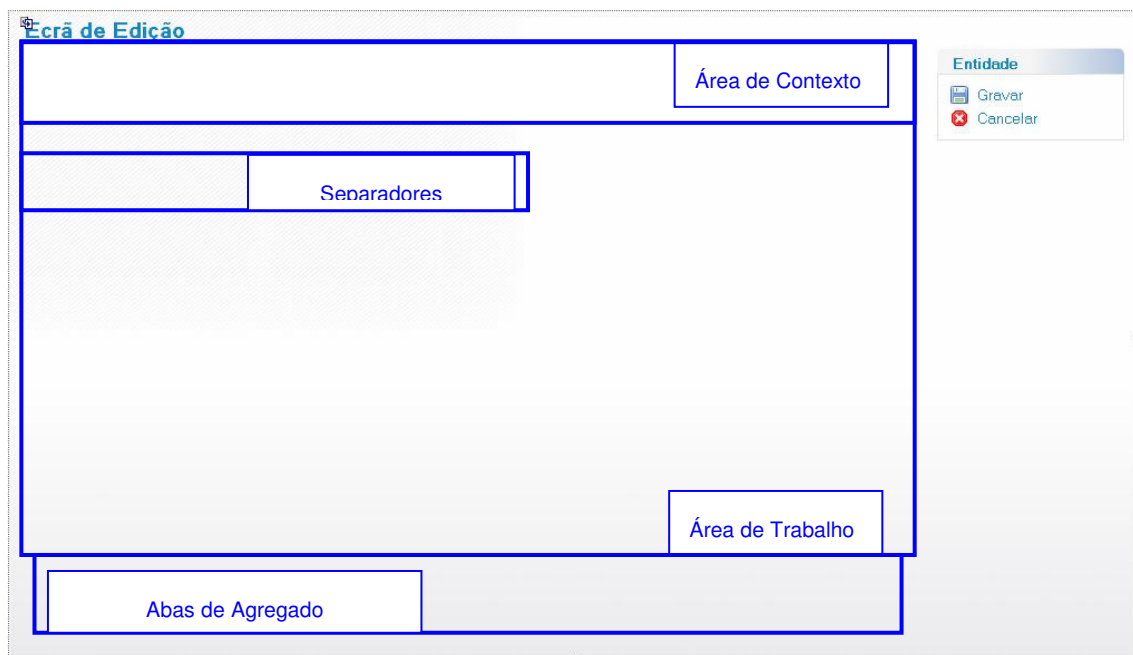 Ecrã de Edição
Área de Contexto
Entidade
Gravar
Cancelar
Separadores
Área de Trabalho
Abas de Agregado